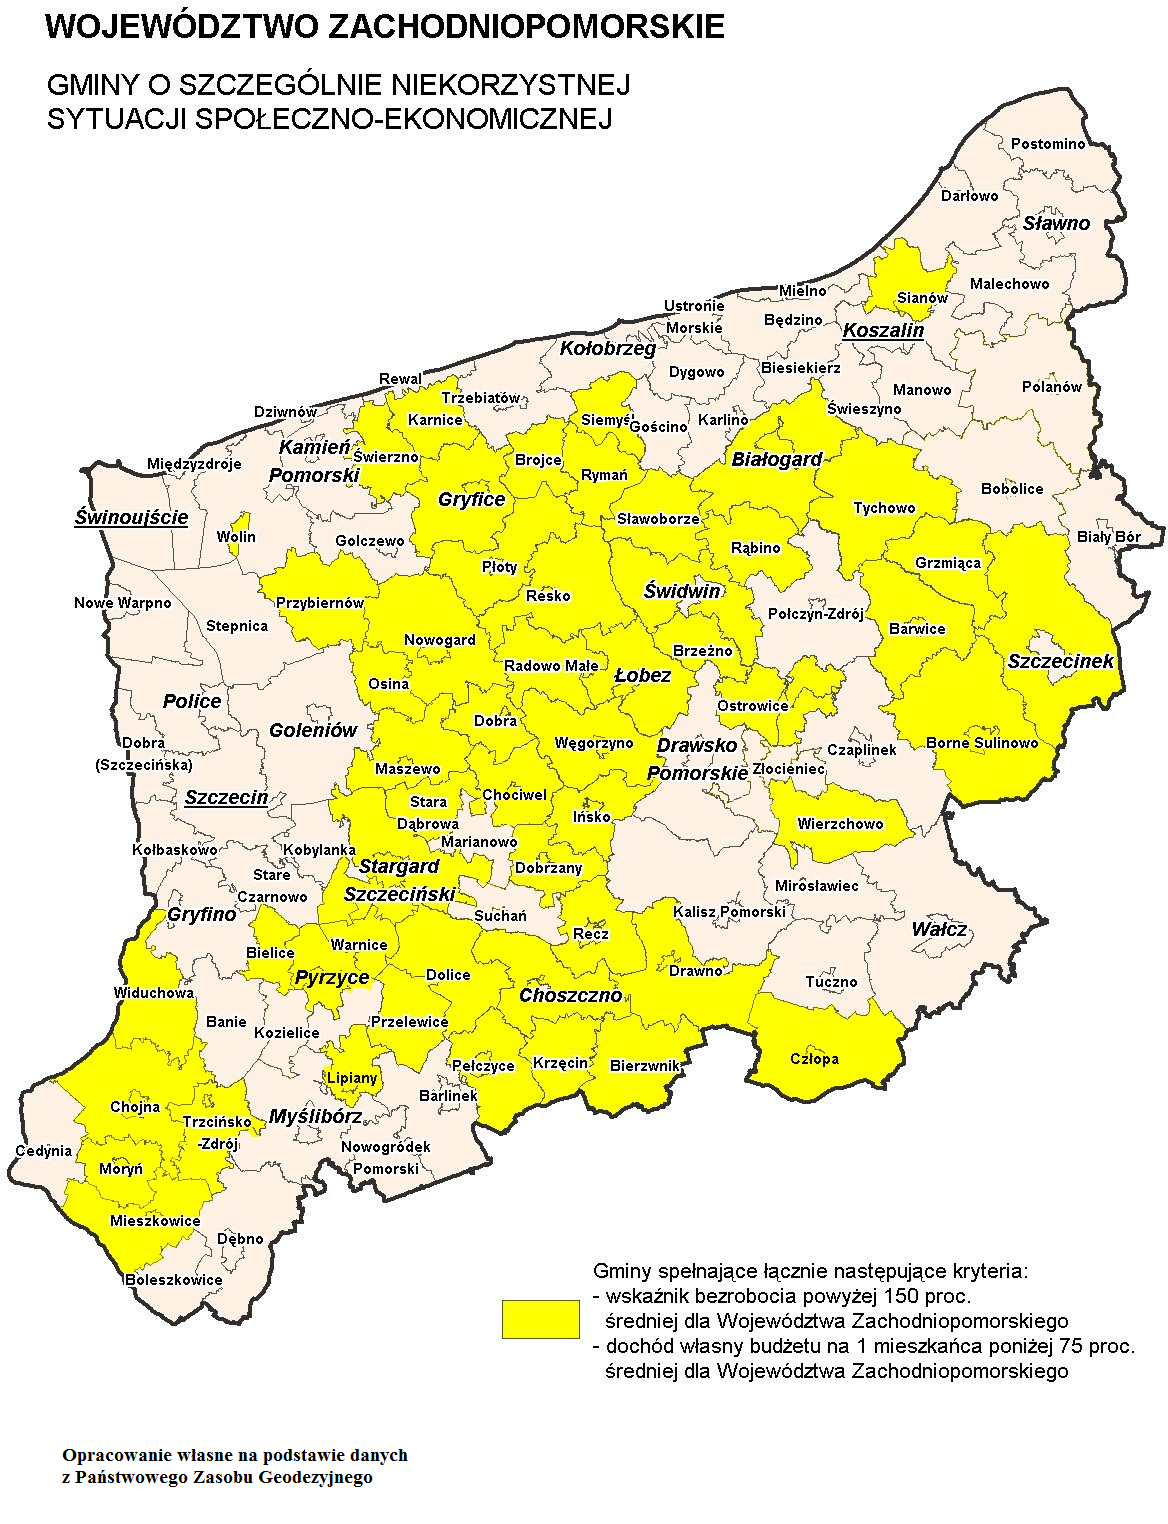 WOJEWÓDZTWO ZACHODNIOPOMORSKIE
GMINY O SZCZEGÓLNIE NIEKORZYSTNEJ
SYTUACJI SPOŁECZNO-EKONOMICZNEJ
Postomino
Darłowo
Sławno
Malechowo
Sianów
Mielno
Ustronie
Morskie
Będzino
Koszalin
Kołobrzeg
Dygowo
Biesiekierz
Manowo
Polanów
Rewal
Trzebiatów
Karnice
Dziwnów
Siemyśl
Gościno
Karlino
Świeszyno
Kamień
Pomorski
Świerzno
Międzyzdroje
Brojce
Rymań
Białogard
Gryfice
Bobolice
Świnoujście
Wolin
Golczewo
Sławoborze
Tychowo
Biały Bór
Rąbino
Grzmiąca
Płoty
Resko
Świdwin
Nowe Warpno
Przybiernów
Połczyn-Zdrój
Stepnica
Nowogard
Barwice
Brzeżno
Radowo Małe
Łobez
Szczecinek
Osina
Police
Ostrowice
Goleniów
Dobra
Dobra
(Szczecińska)
Węgorzyno
Drawsko
Pomorskie
Czaplinek
Borne Sulinowo
Maszewo
Złocieniec
Szczecin
Stara
Dąbrowa
Chociwel
Ińsko
Wierzchowo
Kołbaskowo
Kobylanka
Marianowo
Stargard
Szczeciński
Dobrzany
Stare
Czarnowo
Mirosławiec
Gryfino
Suchań
Kalisz Pomorski
Wałcz
Recz
Bielice
Warnice
Pyrzyce
Dolice
Drawno
Tuczno
Widuchowa
Choszczno
Banie
Kozielice
Przelewice
Pełczyce
Krzęcin
Bierzwnik
Człopa
Lipiany
Barlinek
Chojna
Trzcińsko
-Zdrój
Myślibórz
Cedynia
Moryń
Nowogródek
Pomorski
Mieszkowice
Dębno
Boleszkowice
Gminy spełnające łącznie następujące kryteria:
- wskaźnik bezrobocia powyżej 150 proc.
średniej dla Województwa Zachodniopomorskiego
- dochód własny budżetu na 1 mieszkańca poniżej 75 proc.
średniej dla Województwa Zachodniopomorskiego
Opracowanie własne na podstawie danych
z Państwowego Zasobu Geodezyjnego